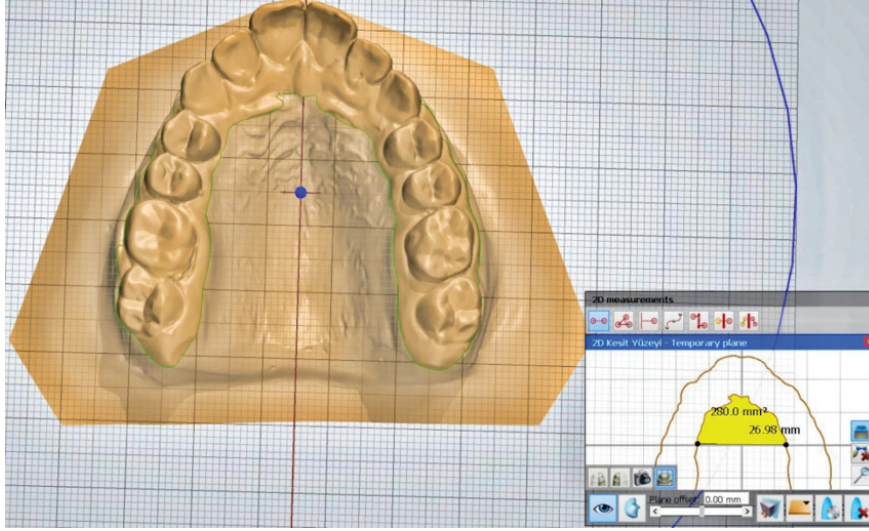 2D measurements
2D Kesit Yüzeyi - Temporary plane
280.0 mm²
26.98 mm
Plane offset: 0.00 mm